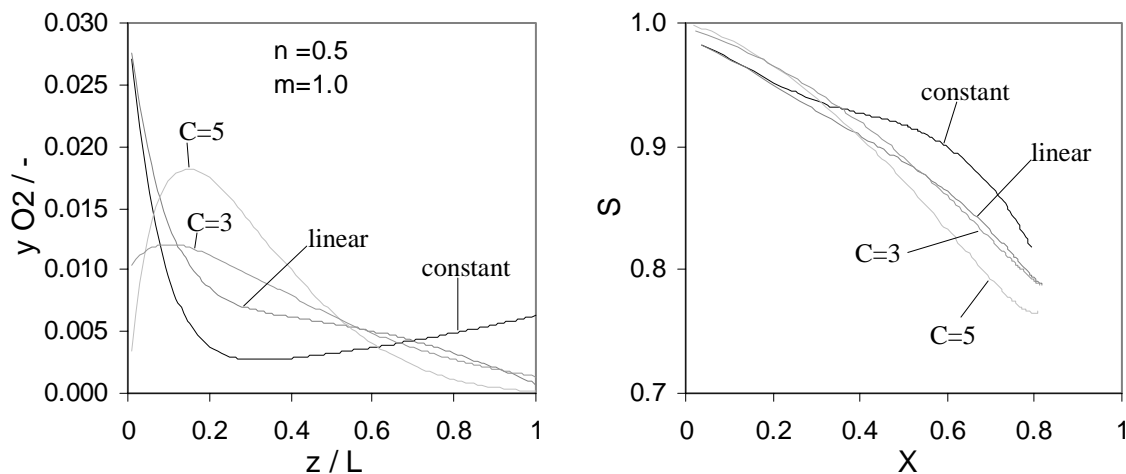 0.030
0.025
0.020
0.015
0.010
0.005
0.000
y O2 / -
n =0.5
m=1.0
C=5
C=3
linear
constant
0 0.2 0.4 0.6 0.8 1
z / L
1.0
0.9
0.8
0.7
S
constant
linear
C=3
C=5
0 0.2 0.4 0.6 0.8 1
X